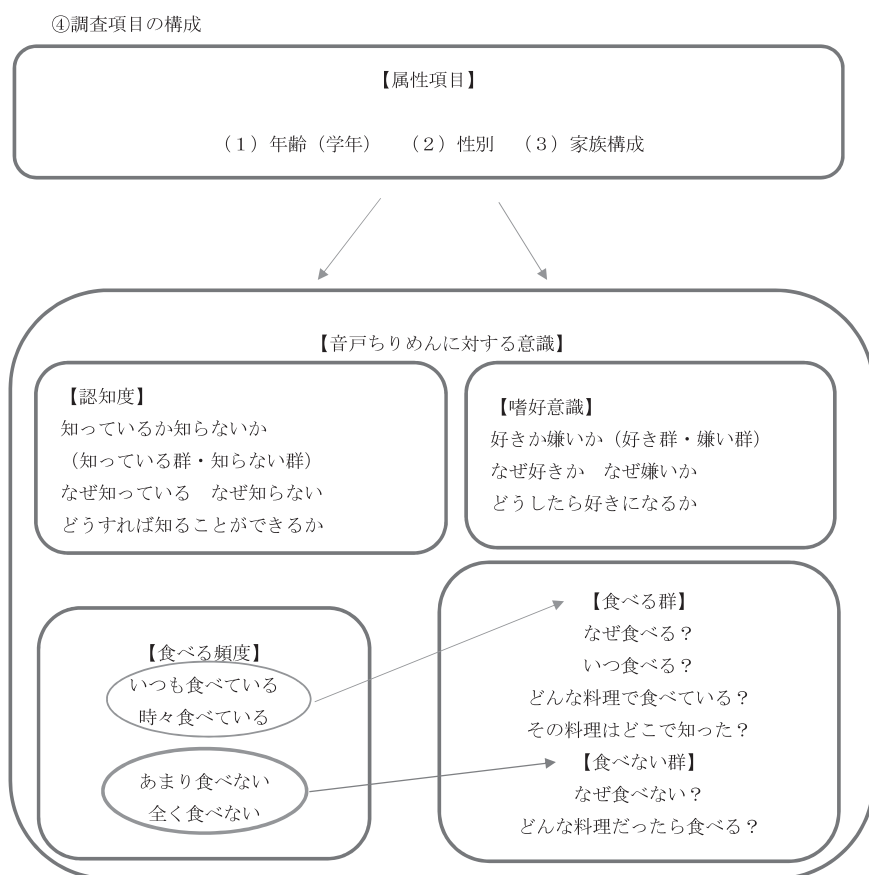 ④調査項目の構成
【属性項目】
（１）年齢（学年）　（２）性別　（３）家族構成
【音戸ちりめんに対する意識】
【認知度】
知っているか知らないか
（知っている群・知らない群）
なぜ知っている　なぜ知らない
どうすれば知ることができるか
【嗜好意識】
好きか嫌いか（好き群・嫌い群）
なぜ好きか　なぜ嫌いか
どうしたら好きになるか
【食べる頻度】
いつも食べている
時々食べている
あまり食べない
全く食べない
【食べる群】
なぜ食べる？
いつ食べる？
どんな料理で食べている？
その料理はどこで知った？
【食べない群】
なぜ食べない？
どんな料理だったら食べる？